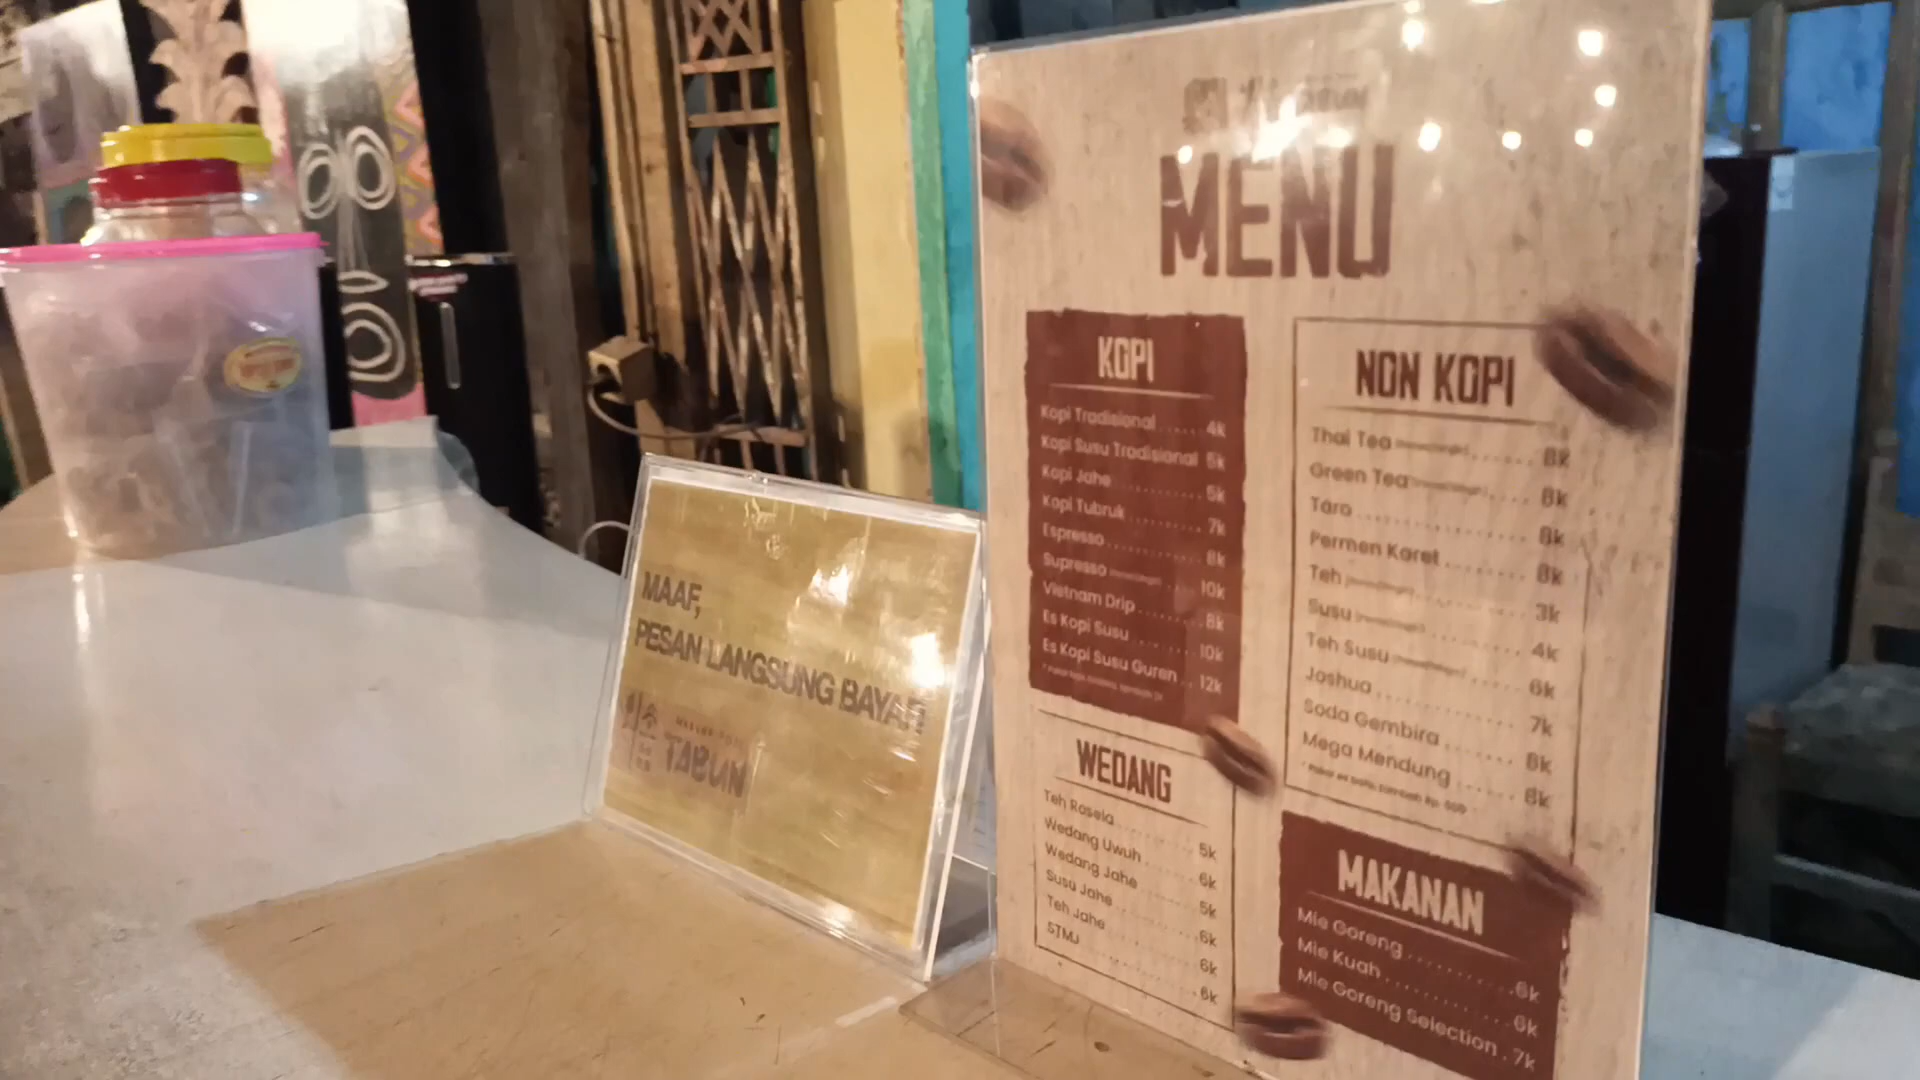 MAAF,
PESAN LANGSUNG BAYAR
TABUIN
MENU
KOPI
Kopi Tradisional ...... 4k
Kopi Susu Tradisional 5k
Kopi Jahe ...... 5k
Kopi Tubruk ...... 7k
Espresso ...... 8k
Supresso ...... 10k
Vietnam Drip ...... 8k
Es Kopi Susu ...... 10k
Es Kopi Susu Guren .. 12k
WEDANG
Teh Rosela ...... 5k
Wedang Uwuh ...... 6k
Wedang Jahe ...... 5k
Susu Jahe ...... 6k
Teh Jahe ...... 6k
STMJ ...... 6k
NON KOPI
Thai Tea ...... 8k
Green Tea ...... 8k
Taro ...... 8k
Permen Karet ...... 8k
Teh ...... 3k
Susu ...... 4k
Teh Susu ...... 6k
Joshua ...... 7k
Soda Gembira ...... 8k
Mega Mendung ...... 8k
MAKANAN
Mie Goreng ...... 6k
Mie Kuah ...... 6k
Mie Goreng Selection . 7k